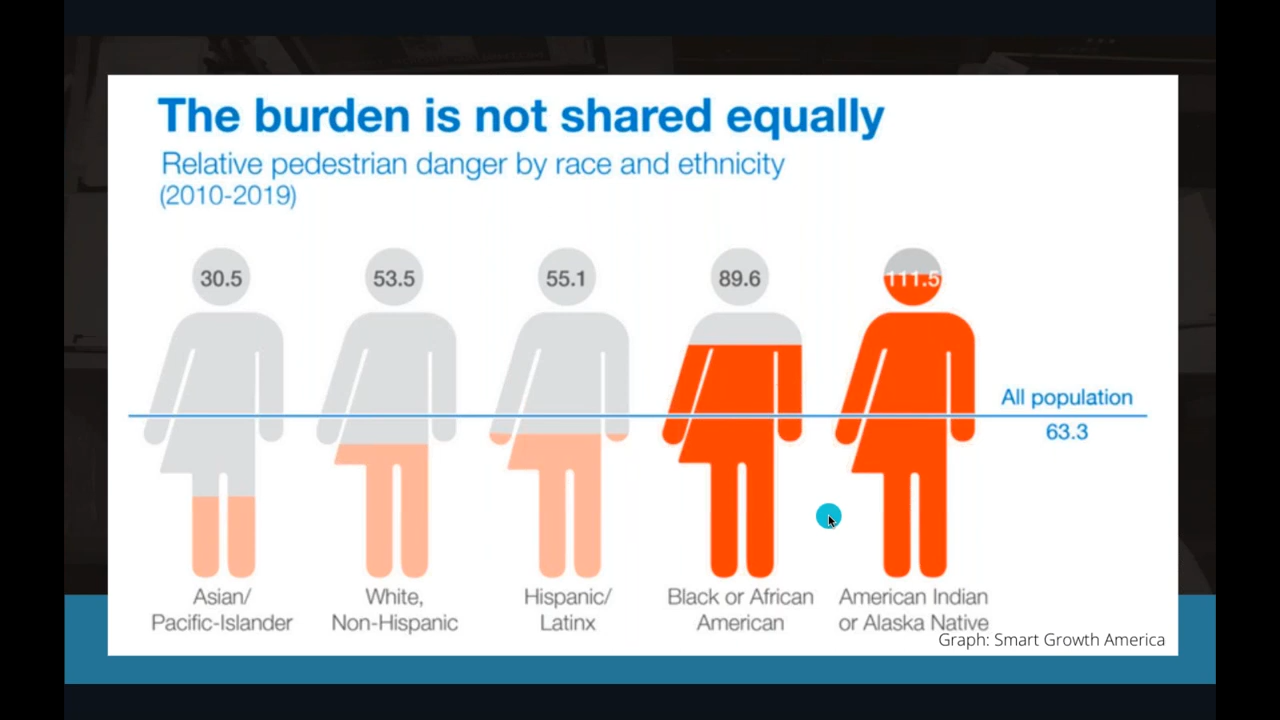 The burden is not shared equally
Relative pedestrian danger by race and ethnicity
(2010-2019)
30.5
53.5
55.1
89.6
111.5
All population
63.3
Asian/
Pacific-Islander
White,
Non-Hispanic
Hispanic/
Latinx
Black or African
American
American Indian
or Alaska Native
Graph: Smart Growth America